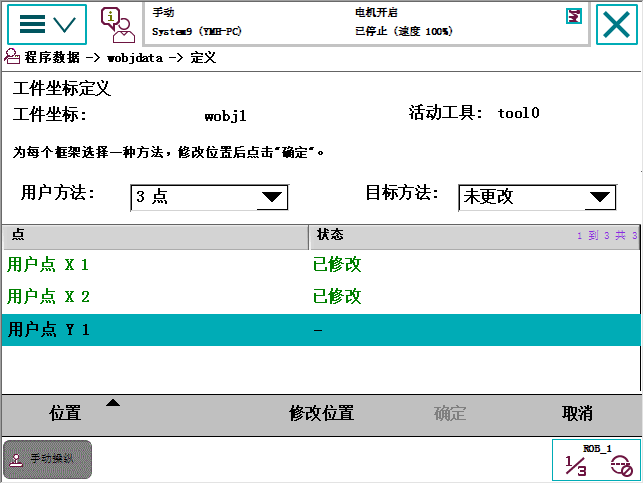 手动 电机开启
System9 (YMH-PC) 已停止 (速度 100%)
程序数据 -> wobjdata -> 定义
工件坐标定义
工件坐标: wobj1 活动工具: tool0
为每个框架选择一种方法，修改位置后点击“确定”。
用户方法: 3 点 目标方法: 未更改
点 状态 1 到 3 共 3
用户点 X 1 已修改
用户点 X 2 已修改
用户点 Y 1 –
位置 修改位置 确定 取消
手动操纵 ROB_1
1/3